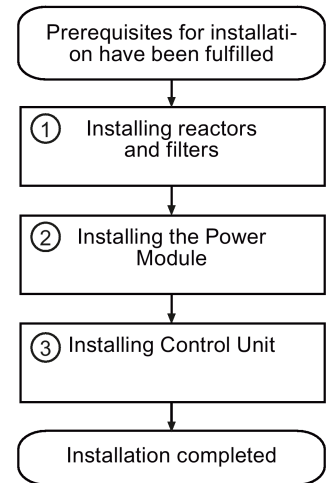 Prerequisites for installati-
on have been fulfilled
1 Installing reactors
and filters
2 Installing the Power
Module
3 Installing Control Unit
Installation completed